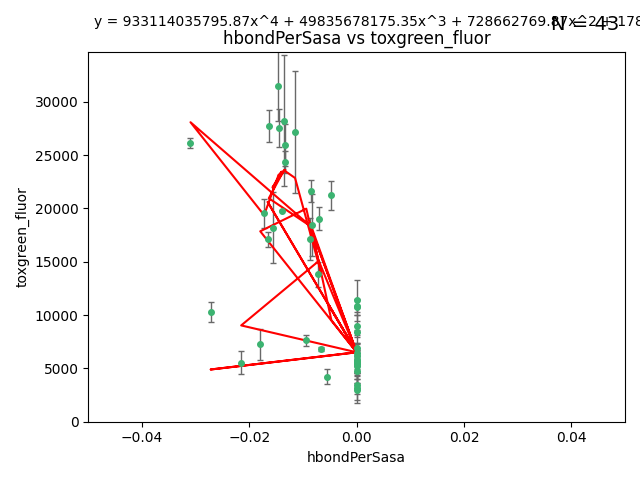 y = 933114035795.87x^4 + 49835678175.35x^3 + 728662769.87x^2 + 178
N = 43
hbondPerSasa vs toxgreen_fluor
toxgreen_fluor
30000
25000
20000
15000
10000
5000
0
−0.04
−0.02
0.00
0.02
0.04
hbondPerSasa